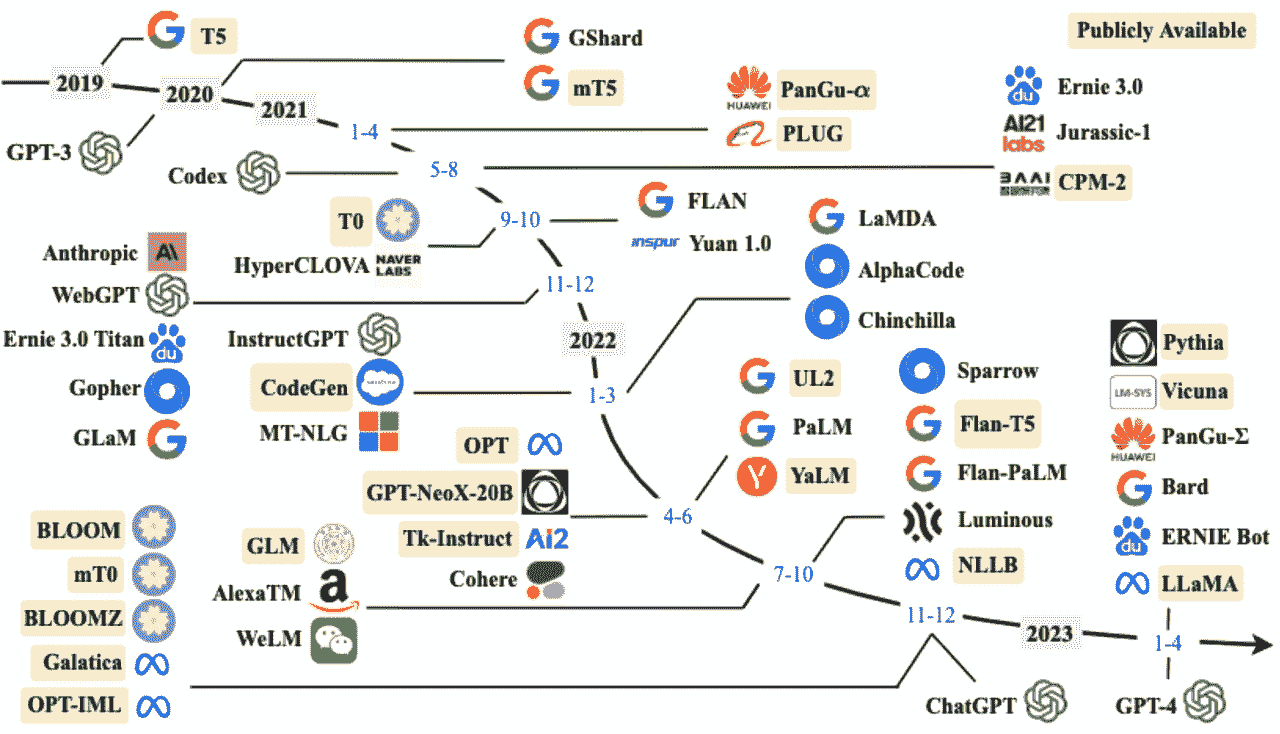 T5
GShard
Publicly Available
2019
mT5
2020
HUAWEI
PanGu-α
du
Ernie 3.0
2021
1-4
PLUG
AI21 labs
Jurassic-1
GPT-3
Codex
5-8
BAAI
CPM-2
T0
9-10
FLAN
LaMDA
inspur
Yuan 1.0
Anthropic
A\
HyperCLOVA
NAVER LABS
AlphaCode
WebGPT
11-12
Chinchilla
Ernie 3.0 Titan
du
InstructGPT
2022
Pythia
Gopher
CodeGen
1-3
UL2
Sparrow
LM-SYS
Vicuna
GLaM
MT-NLG
OPT
PaLM
Flan-T5
HUAWEI
PanGu-Σ
GPT-NeoX-20B
Y
YaLM
Flan-PaLM
Bard
BLOOM
4-6
Luminous
du
ERNIE Bot
GLM
Tk-Instruct
AI2
mT0
AlexaTM
a
Cohere
7-10
NLLB
LLaMA
BLOOMZ
WeLM
11-12
2023
1-4
Galatica
OPT-IML
ChatGPT
GPT-4